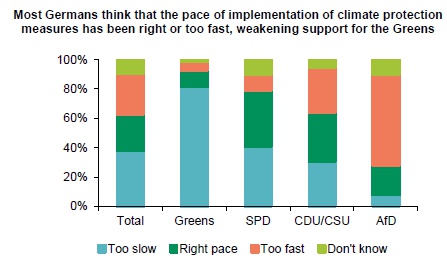 Most Germans think that the pace of implementation of climate protection
measures has been right or too fast, weakening support for the Greens
100%
80%
60%
40%
20%
0%
Total Greens SPD CDU/CSU AfD
Too slow Right pace Too fast Don't know